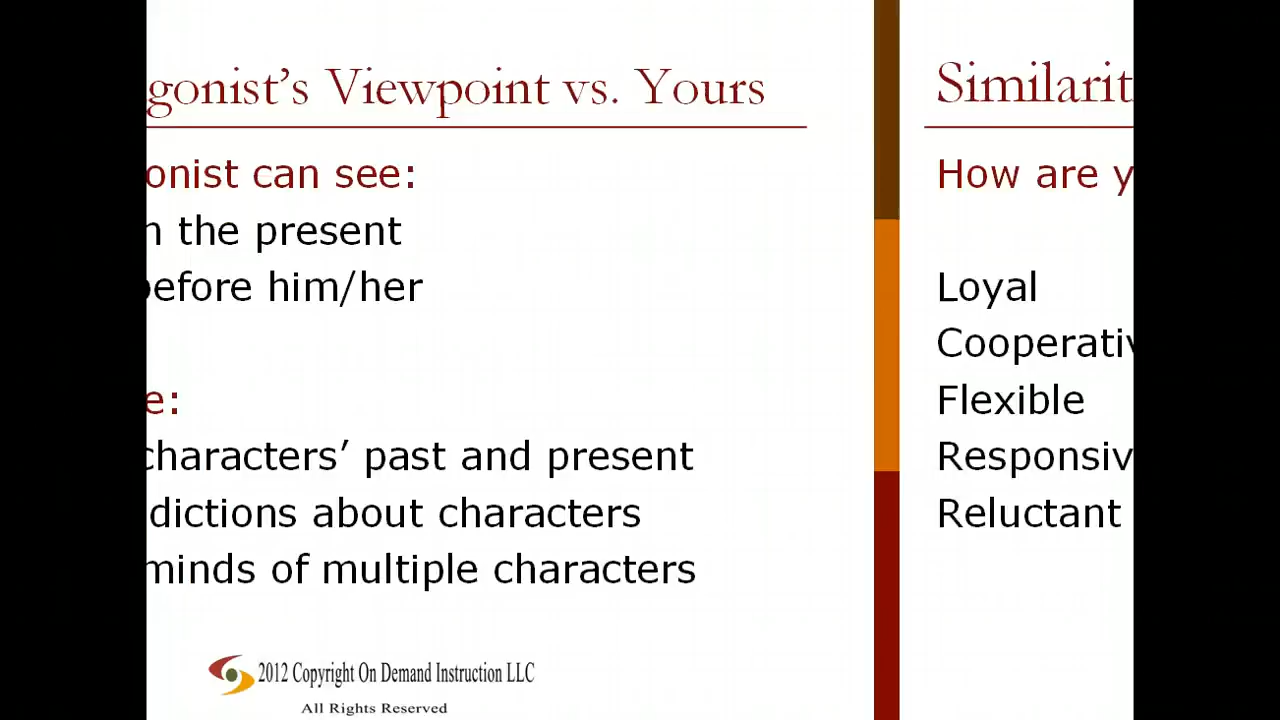 gonist's Viewpoint vs. Yours
onist can see:
n the present
before him/her
e:
characters' past and present
dictions about characters
minds of multiple characters
2012 Copyright On Demand Instruction LLC
All Rights Reserved
Similarit
How are y
Loyal
Cooperativ
Flexible
Responsiv
Reluctant